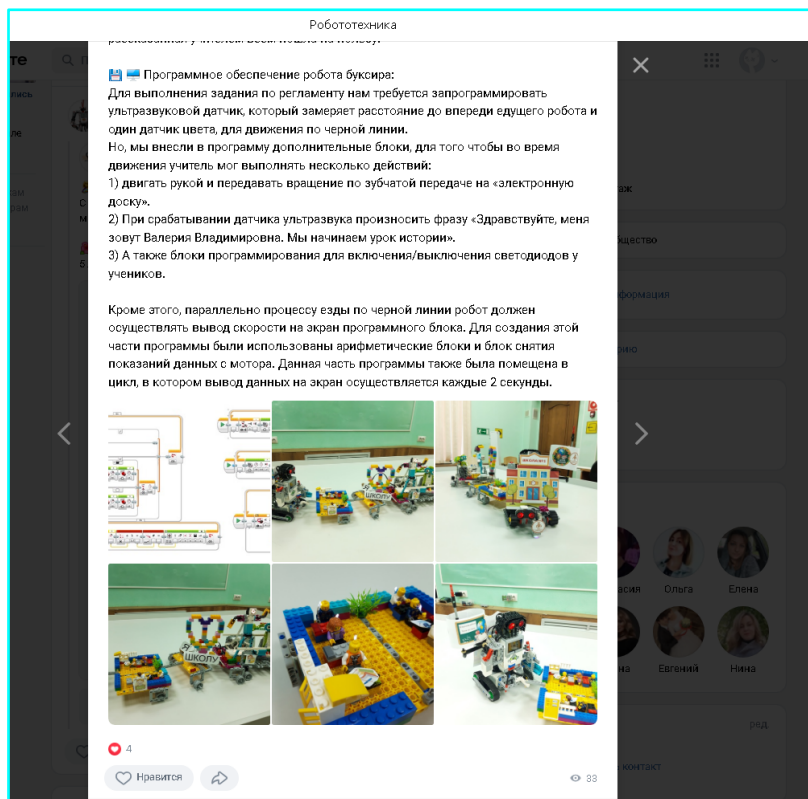 Робототехника
💾 🖥️ Программное обеспечение робота буксира:
Для выполнения задания по регламенту нам требуется запрограммировать
ультразвуковой датчик, который замеряет расстояние до впереди едущего робота и
один датчик цвета, для движения по черной линии.
Но, мы внесли в программу дополнительные блоки, для того чтобы во время
движения учитель мог выполнять несколько действий:
1) двигать рукой и передавать вращение по зубчатой передаче на «электронную
доску».
2) При срабатывании датчика ультразвука произносить фразу «Здравствуйте, меня
зовут Валерия Владимировна. Мы начинаем урок истории».
3) А также блоки программирования для включения/выключения светодиодов у
учеников.
Кроме этого, параллельно процессу езды по черной линии робот должен
осуществлять вывод скорости на экран программного блока. Для создания этой
части программы были использованы арифметические блоки и блок снятия
показаний данных с мотора. Данная часть программы также была помещена в
цикл, в котором вывод данных на экран осуществляется каждые 2 секунды.
Я
ШКОЛУ
Я
ШКОЛУ
4
Нравится
33
Ольга
Елена
Евгений
Нина
ред.
контакт